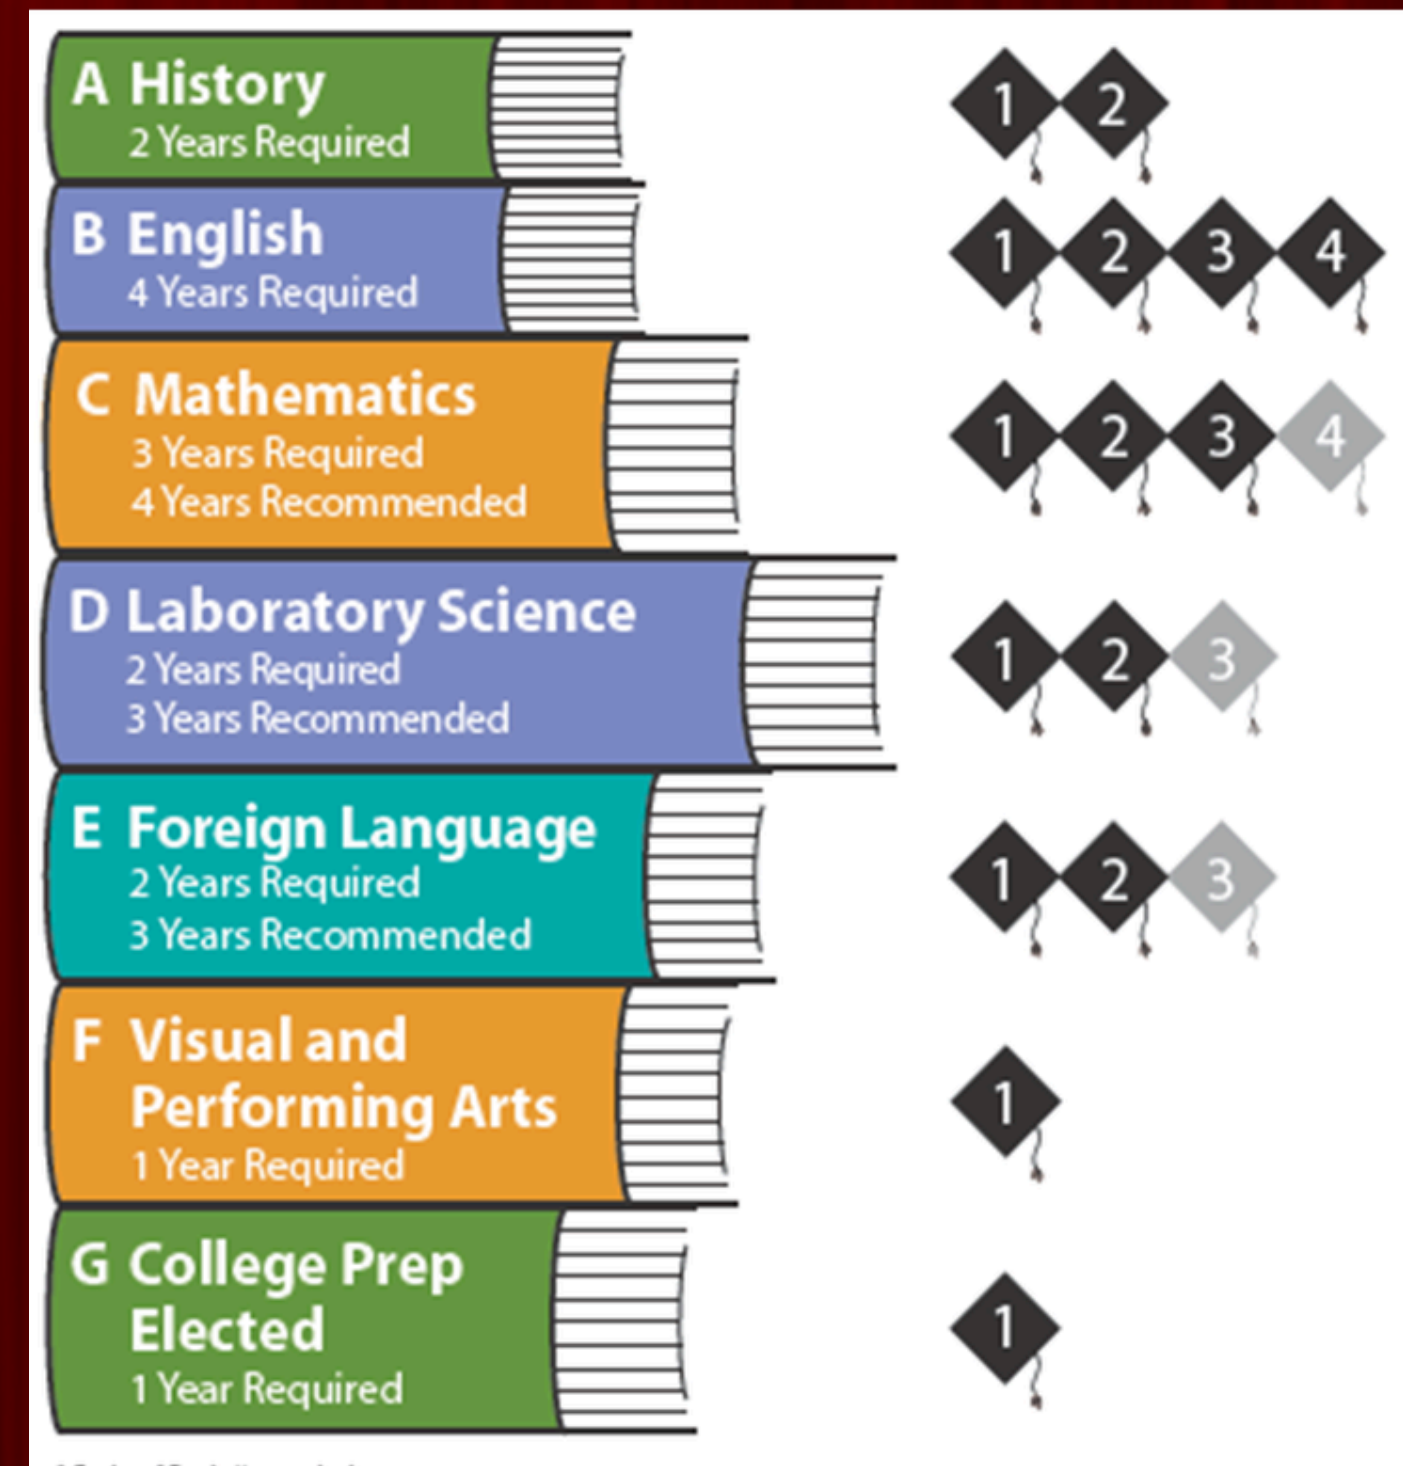 A History 1 2
2 Years Required
B English 1 2 3 4
4 Years Required
C Mathematics 1 2 3 4
3 Years Required
4 Years Recommended
D Laboratory Science 1 2 3
2 Years Required
3 Years Recommended
E Foreign Language 1 2 3
2 Years Required
3 Years Recommended
F Visual and
Performing Arts 1
1 Year Required
G College Prep
Elected 1
1 Year Required